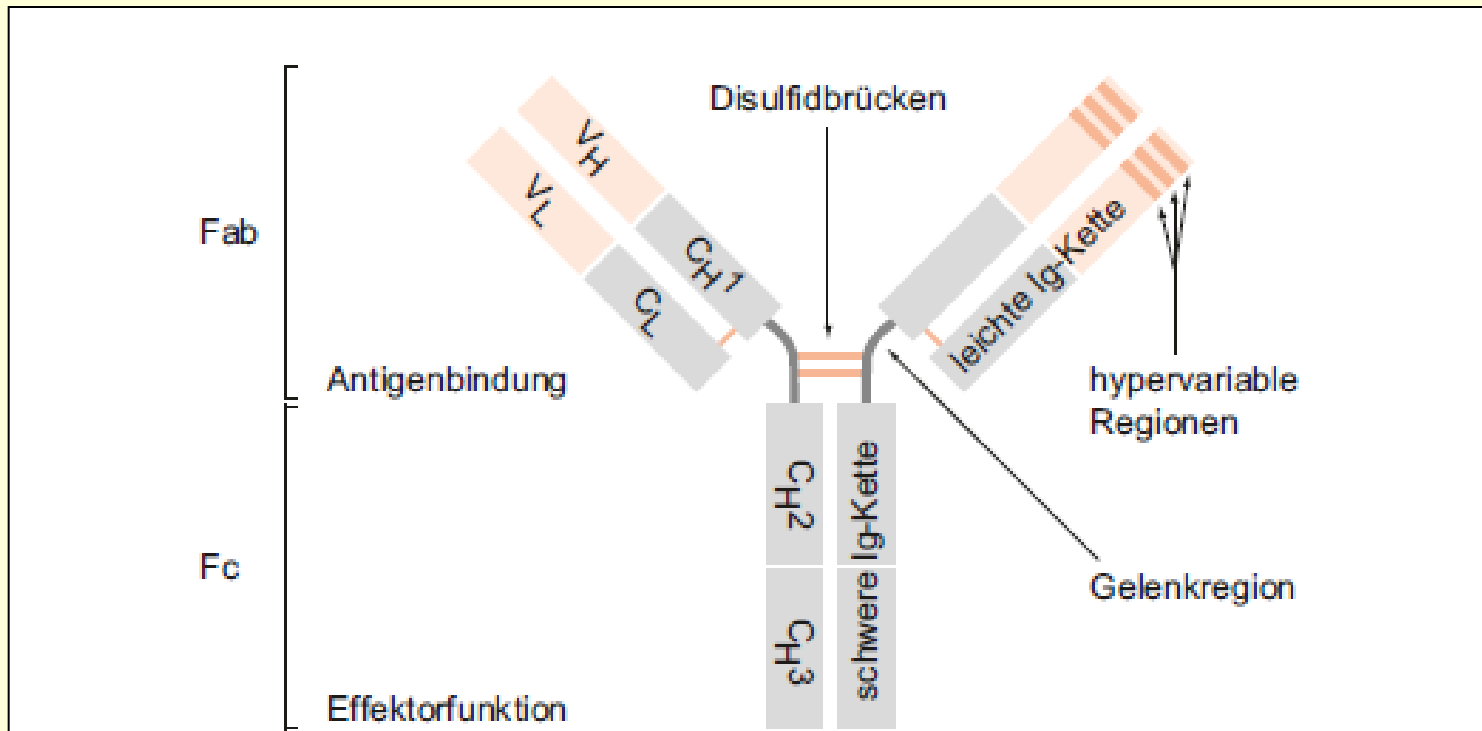 Disulfidbrücken
VH
VL
Fab
CH1
CL
leichte Ig-Kette
Antigenbindung
hypervariable
Regionen
CH2
schwere Ig-Kette
Fc
Gelenkregion
CH3
Effektorfunktion